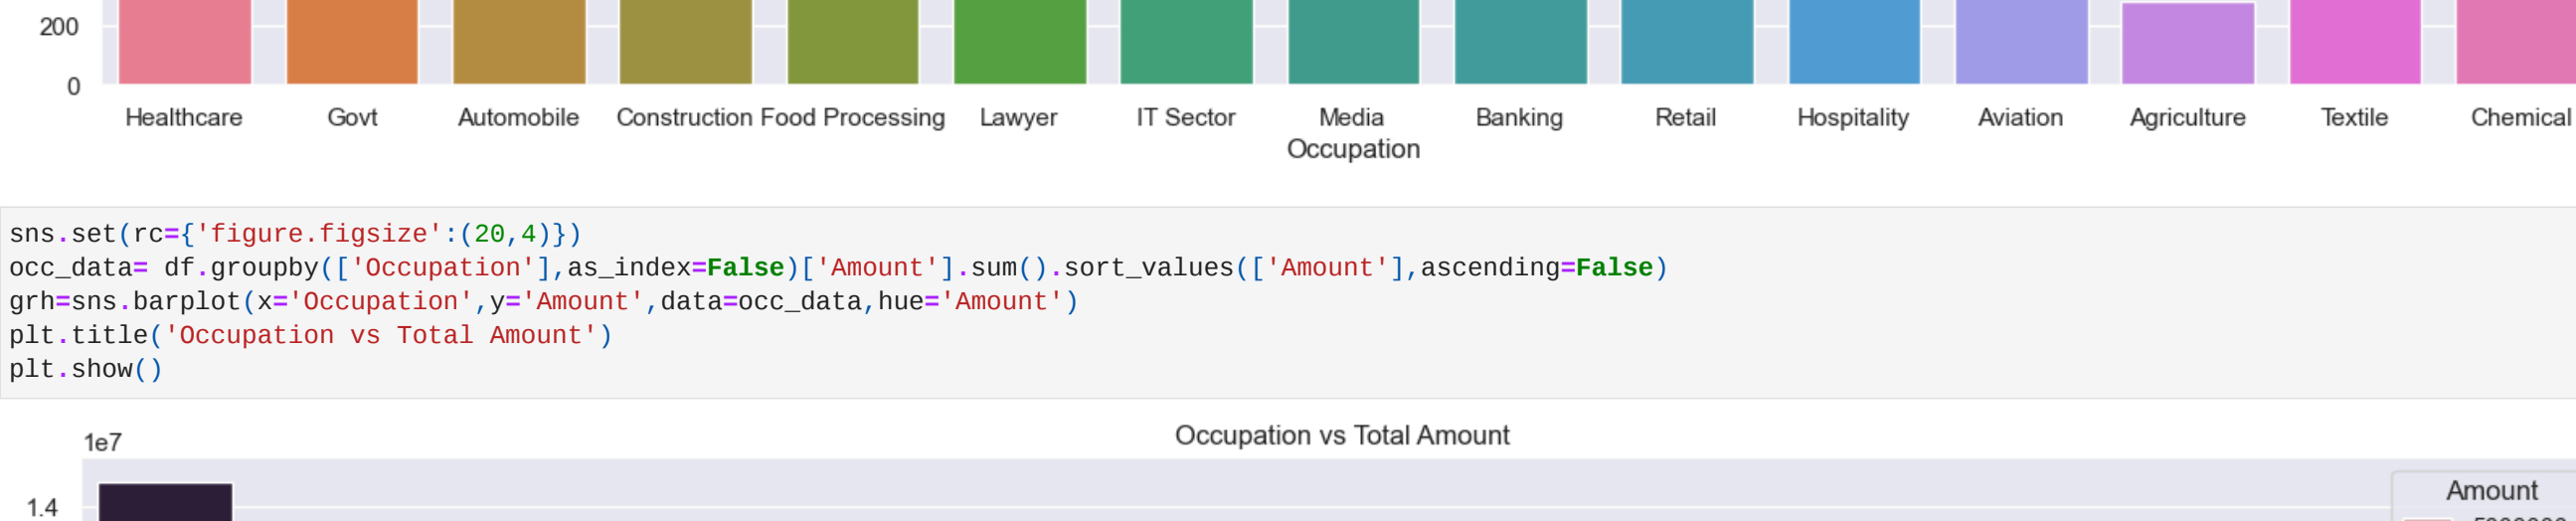 200
0
Healthcare Govt Automobile Construction Food Processing Lawyer IT Sector Media Banking Retail Hospitality Aviation Agriculture Textile Chemical
Occupation
sns.set(rc={'figure.figsize':(20,4)})
occ_data= df.groupby(['Occupation'],as_index=False)['Amount'].sum().sort_values(['Amount'],ascending=False)
grh=sns.barplot(x='Occupation',y='Amount',data=occ_data,hue='Amount')
plt.title('Occupation vs Total Amount')
plt.show()
Occupation vs Total Amount
1e7
Amount
1.4